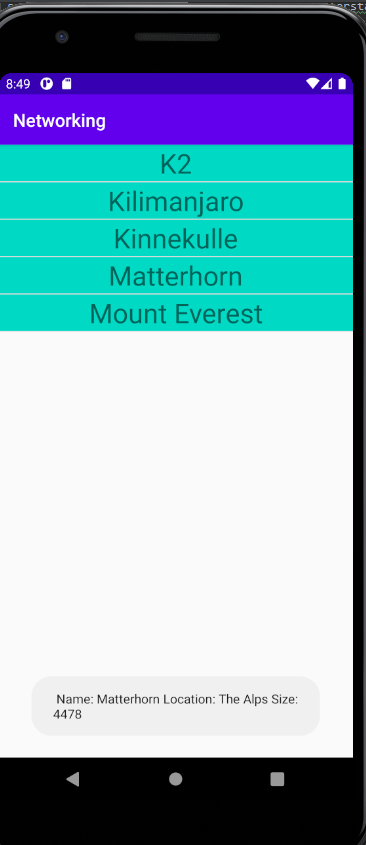 8:49
Networking
K2
Kilimanjaro
Kinnekulle
Matterhorn
Mount Everest
Name: Matterhorn Location: The Alps Size:
4478